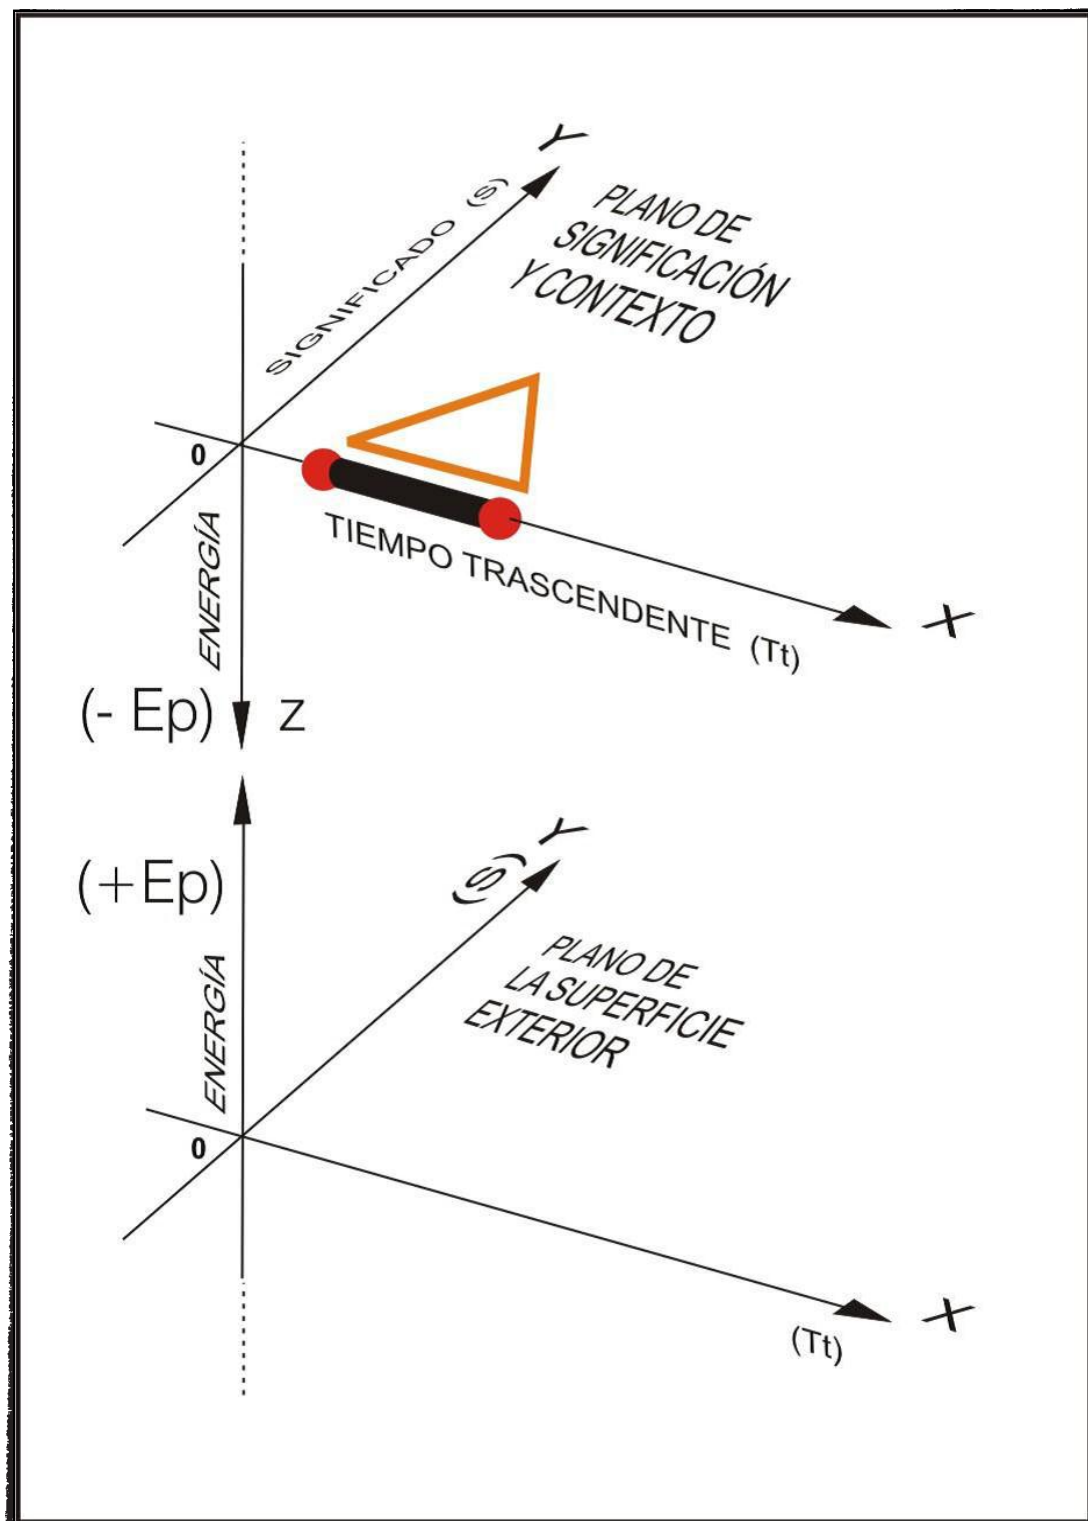 Y
SIGNIFICADO (S)
PLANO DE
SIGNIFICACIÓN
Y CONTEXTO
0
ENERGÍA
TIEMPO TRASCENDENTE (Tt)
X
(- Ep)
Z
(+Ep)
Y
(S)
PLANO DE
LA SUPERFICIE
EXTERIOR
ENERGÍA
0
X
(Tt)